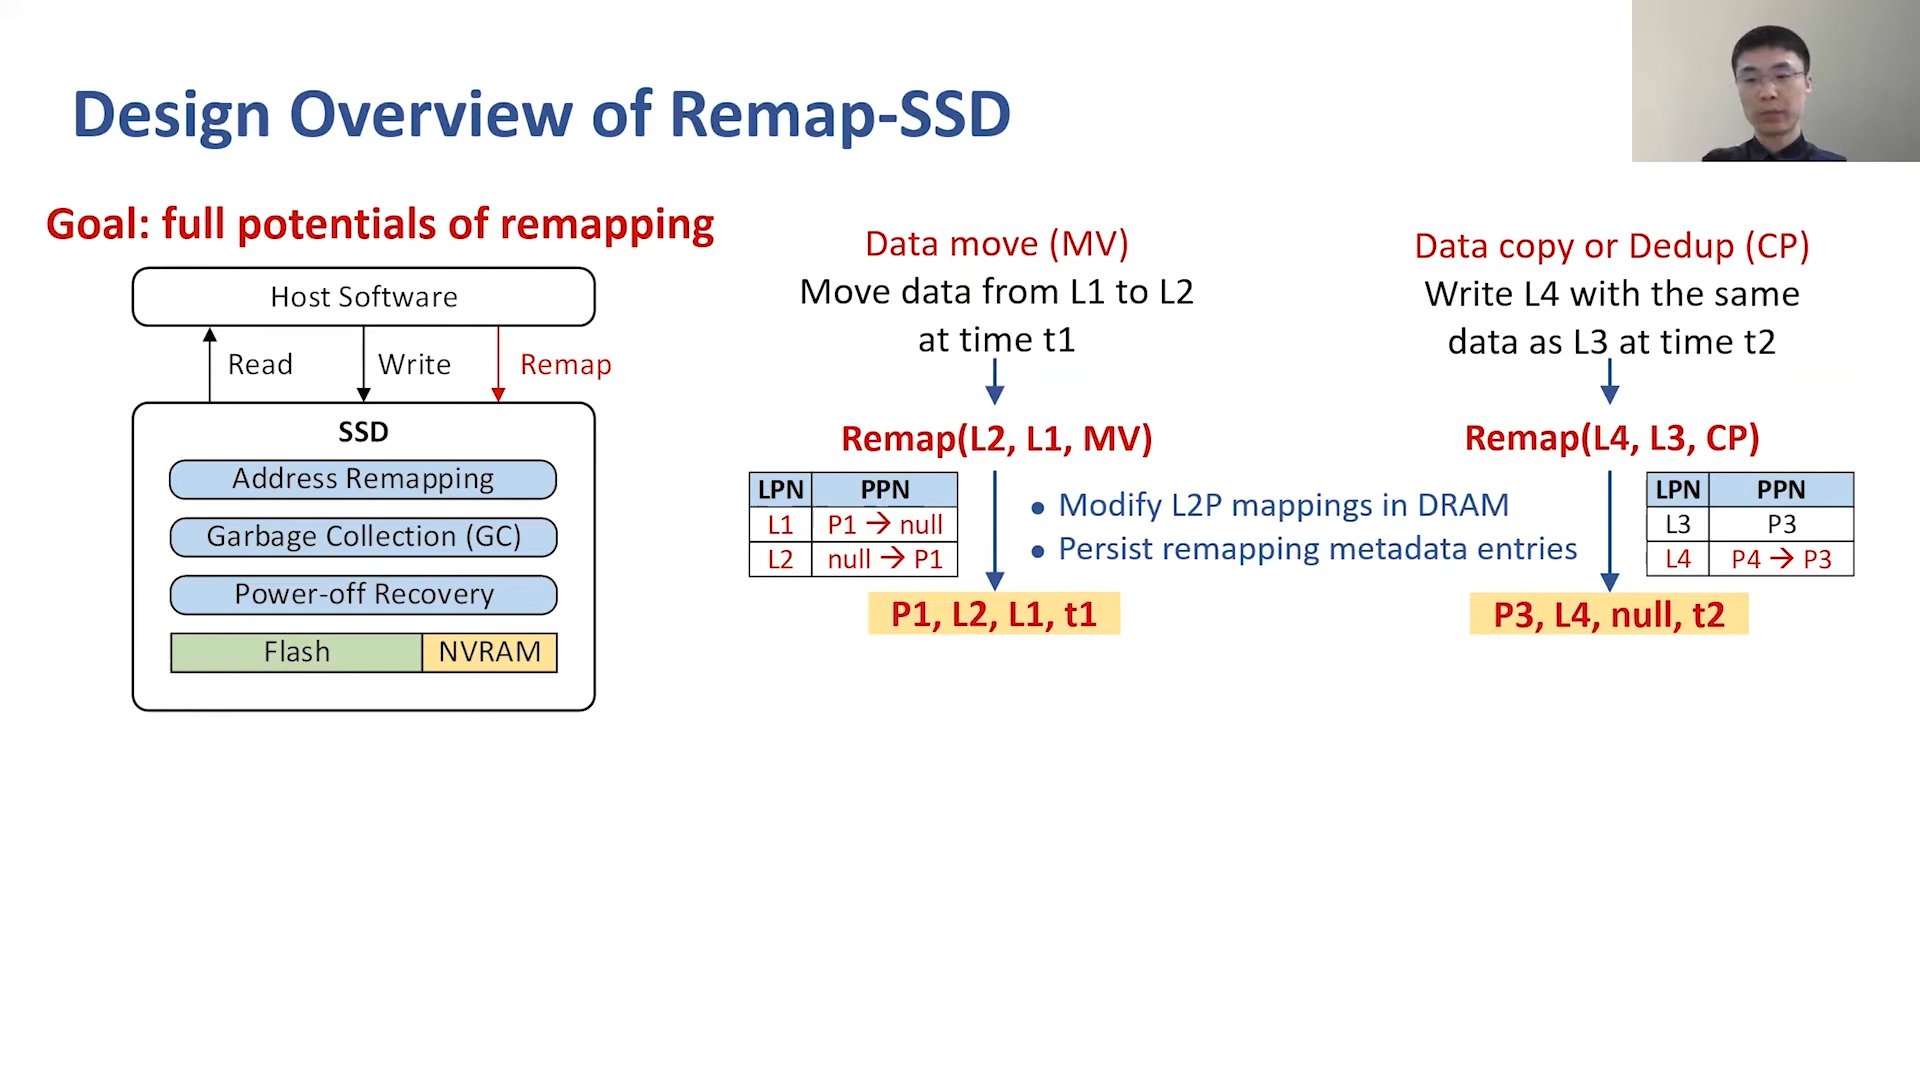 Design Overview of Remap-SSD
Goal: full potentials of remapping
Host Software
Read
Write
Remap
SSD
Address Remapping
Garbage Collection (GC)
Power-off Recovery
Flash
NVRAM
Data move (MV)
Move data from L1 to L2
at time t1
Remap(L2, L1, MV)
LPN PPN
L1 P1 → null
L2 null → P1
• Modify L2P mappings in DRAM
• Persist remapping metadata entries
P1, L2, L1, t1
Data copy or Dedup (CP)
Write L4 with the same
data as L3 at time t2
Remap(L4, L3, CP)
LPN PPN
L3 P3
L4 P4 → P3
P3, L4, null, t2